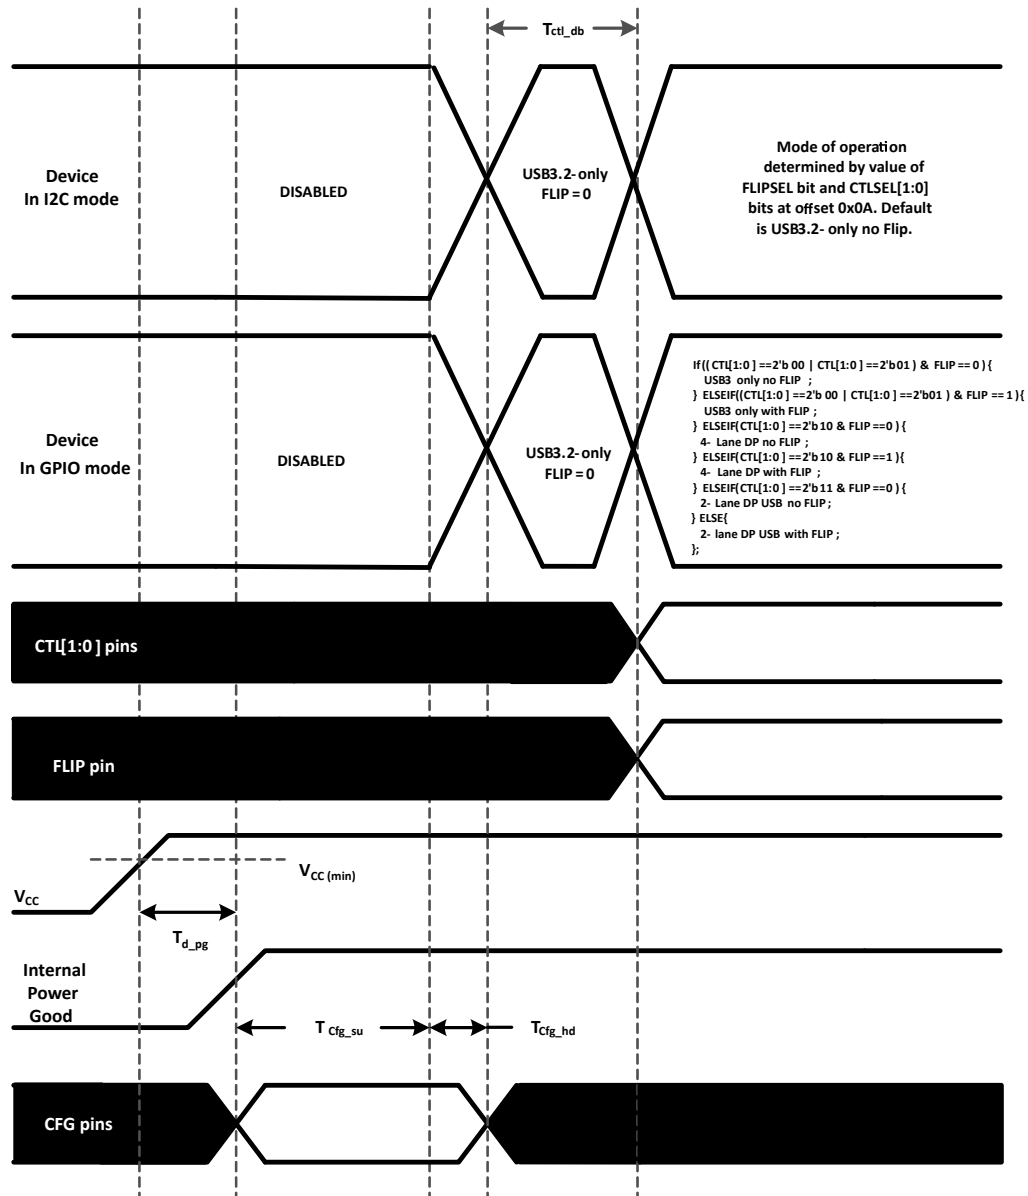 Tctl_db
Device
In I2C mode
DISABLED
USB3.2- only
FLIP = 0
Mode of operation
determined by value of
FLIPSEL bit and CTLSEL[1:0]
bits at offset 0x0A. Default
is USB3.2- only no Flip.
Device
In GPIO mode
DISABLED
USB3.2- only
FLIP = 0
If (( CTL[1:0 ] ==2'b 00 | CTL[1:0 ] ==2'b01 ) & FLIP == 0 ) {
USB3 only no FLIP ;
} ELSEIF((CTL[1:0 ] ==2'b 00 | CTL[1:0 ] ==2'b01 ) & FLIP == 1 ){
USB3 only with FLIP ;
} ELSEIF(CTL[1:0 ] ==2'b 10 & FLIP ==0 ) {
4- Lane DP no FLIP ;
} ELSEIF(CTL[1:0 ] ==2'b 10 & FLIP ==1 ){
4- Lane DP with FLIP ;
} ELSEIF(CTL[1:0 ] ==2'b 11 & FLIP ==0 ) {
2- Lane DP USB no FLIP ;
} ELSE{
2- lane DP USB with FLIP ;
};
CTL[1:0 ] pins
FLIP pin
VCC (min)
VCC
Td_pg
Internal
Power
Good
T Cfg_su
TCfg_hd
CFG pins